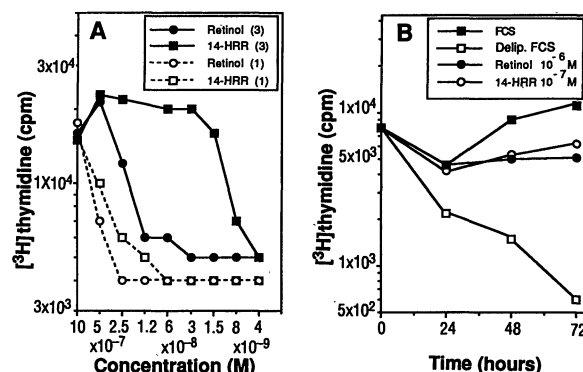 A
Retinol (3)
14-HRR (3)
Retinol (1)
14-HRR (1)
[³H]thymidine (cpm)
3x10⁴
1X10⁴
3x10³
10 5 2.5 1.2 6 3 1.5 8 4
x10⁻⁷ x10⁻⁸ x10⁻⁹
Concentration (M)
B
FCS
Delip. FCS
Retinol 10⁻⁶ M
14-HRR 10⁻⁷ M
[³H]thymidine (cpm)
1x10⁴
5x10³
1x10³
5x10²
0 24 48 72
Time (hours)